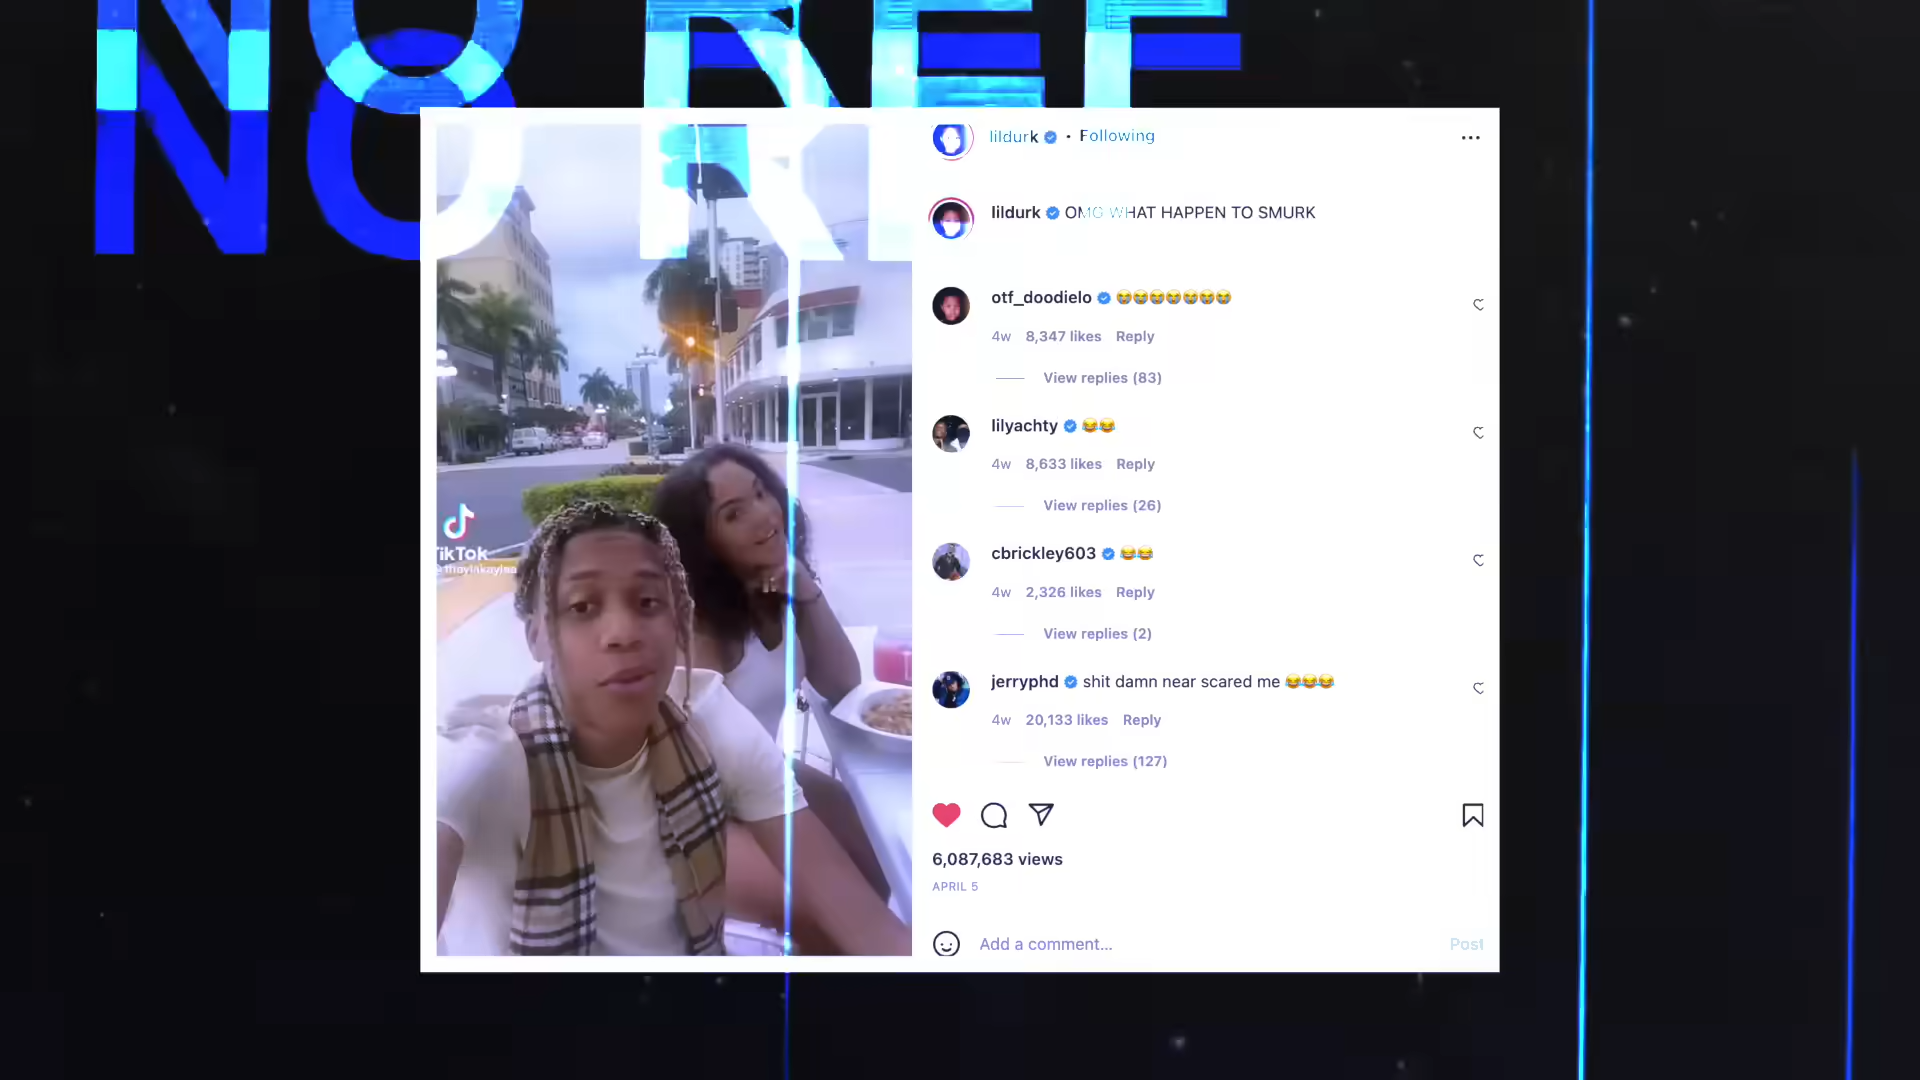 NO REF
NO
lildurk • Following
lildurk OMG WHAT HAPPEN TO SMURK
otf_doodielo 😭😭😭😭😭😭😭
4w 8,347 likes Reply
View replies (83)
lilyachty 😂😂
4w 8,633 likes Reply
View replies (26)
cbrickley603 😂😂
4w 2,326 likes Reply
View replies (2)
jerryphd shit damn near scared me 😂😂😂
4w 20,133 likes Reply
View replies (127)
TikTok
6,087,683 views
APRIL 5
Add a comment...
Post